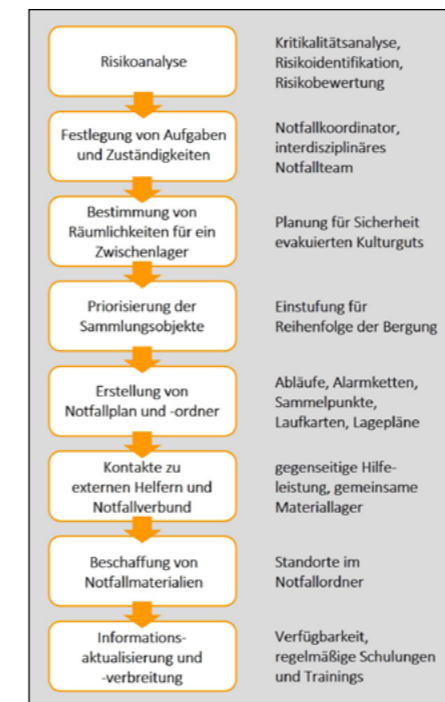 Risikoanalyse
Kritikalitätsanalyse,
Risikoidentifikation,
Risikobewertung
Festlegung von Aufgaben
und Zuständigkeiten
Notfallkoordinator,
interdisziplinäres
Notfallteam
Bestimmung von
Räumlichkeiten für ein
Zwischenlager
Planung für Sicherheit
evakuierten Kulturguts
Priorisierung der
Sammlungsobjekte
Einstufung für
Reihenfolge der Bergung
Erstellung von
Notfallplan und -ordner
Abläufe, Alarmketten,
Sammelpunkte,
Laufkarten, Lagepläne
Kontakte zu
externen Helfern und
Notfallverbund
gegenseitige Hilfe-
leistung, gemeinsame
Materiallager
Beschaffung von
Notfallmaterialien
Standorte im
Notfallordner
Informations-
aktualisierung und
-verbreitung
Verfügbarkeit,
regelmäßige Schulungen
und Trainings